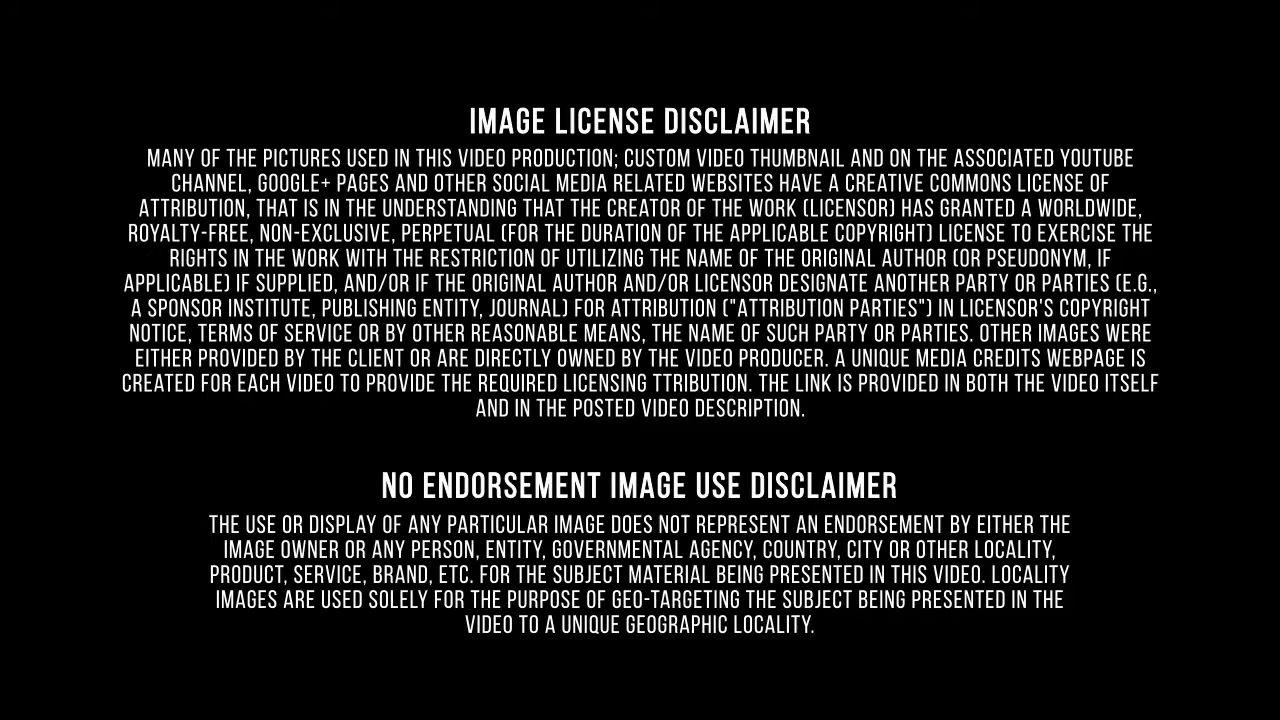 IMAGE LICENSE DISCLAIMER
MANY OF THE PICTURES USED IN THIS VIDEO PRODUCTION; CUSTOM VIDEO THUMBNAIL AND ON THE ASSOCIATED YOUTUBE
CHANNEL, GOOGLE+ PAGES AND OTHER SOCIAL MEDIA RELATED WEBSITES HAVE A CREATIVE COMMONS LICENSE OF
ATTRIBUTION, THAT IS IN THE UNDERSTANDING THAT THE CREATOR OF THE WORK (LICENSOR) HAS GRANTED A WORLDWIDE,
ROYALTY-FREE, NON-EXCLUSIVE, PERPETUAL (FOR THE DURATION OF THE APPLICABLE COPYRIGHT) LICENSE TO EXERCISE THE
RIGHTS IN THE WORK WITH THE RESTRICTION OF UTILIZING THE NAME OF THE ORIGINAL AUTHOR (OR PSEUDONYM, IF
APPLICABLE) IF SUPPLIED, AND/OR IF THE ORIGINAL AUTHOR AND/OR LICENSOR DESIGNATE ANOTHER PARTY OR PARTIES (E.G.,
A SPONSOR INSTITUTE, PUBLISHING ENTITY, JOURNAL) FOR ATTRIBUTION ("ATTRIBUTION PARTIES") IN LICENSOR'S COPYRIGHT
NOTICE, TERMS OF SERVICE OR BY OTHER REASONABLE MEANS, THE NAME OF SUCH PARTY OR PARTIES. OTHER IMAGES WERE
EITHER PROVIDED BY THE CLIENT OR ARE DIRECTLY OWNED BY THE VIDEO PRODUCER. A UNIQUE MEDIA CREDITS WEBPAGE IS
CREATED FOR EACH VIDEO TO PROVIDE THE REQUIRED LICENSING TTRIBUTION. THE LINK IS PROVIDED IN BOTH THE VIDEO ITSELF
AND IN THE POSTED VIDEO DESCRIPTION.
NO ENDORSEMENT IMAGE USE DISCLAIMER
THE USE OR DISPLAY OF ANY PARTICULAR IMAGE DOES NOT REPRESENT AN ENDORSEMENT BY EITHER THE
IMAGE OWNER OR ANY PERSON, ENTITY, GOVERNMENTAL AGENCY, COUNTRY, CITY OR OTHER LOCALITY,
PRODUCT, SERVICE, BRAND, ETC. FOR THE SUBJECT MATERIAL BEING PRESENTED IN THIS VIDEO. LOCALITY
IMAGES ARE USED SOLELY FOR THE PURPOSE OF GEO-TARGETING THE SUBJECT BEING PRESENTED IN THE
VIDEO TO A UNIQUE GEOGRAPHIC LOCALITY.